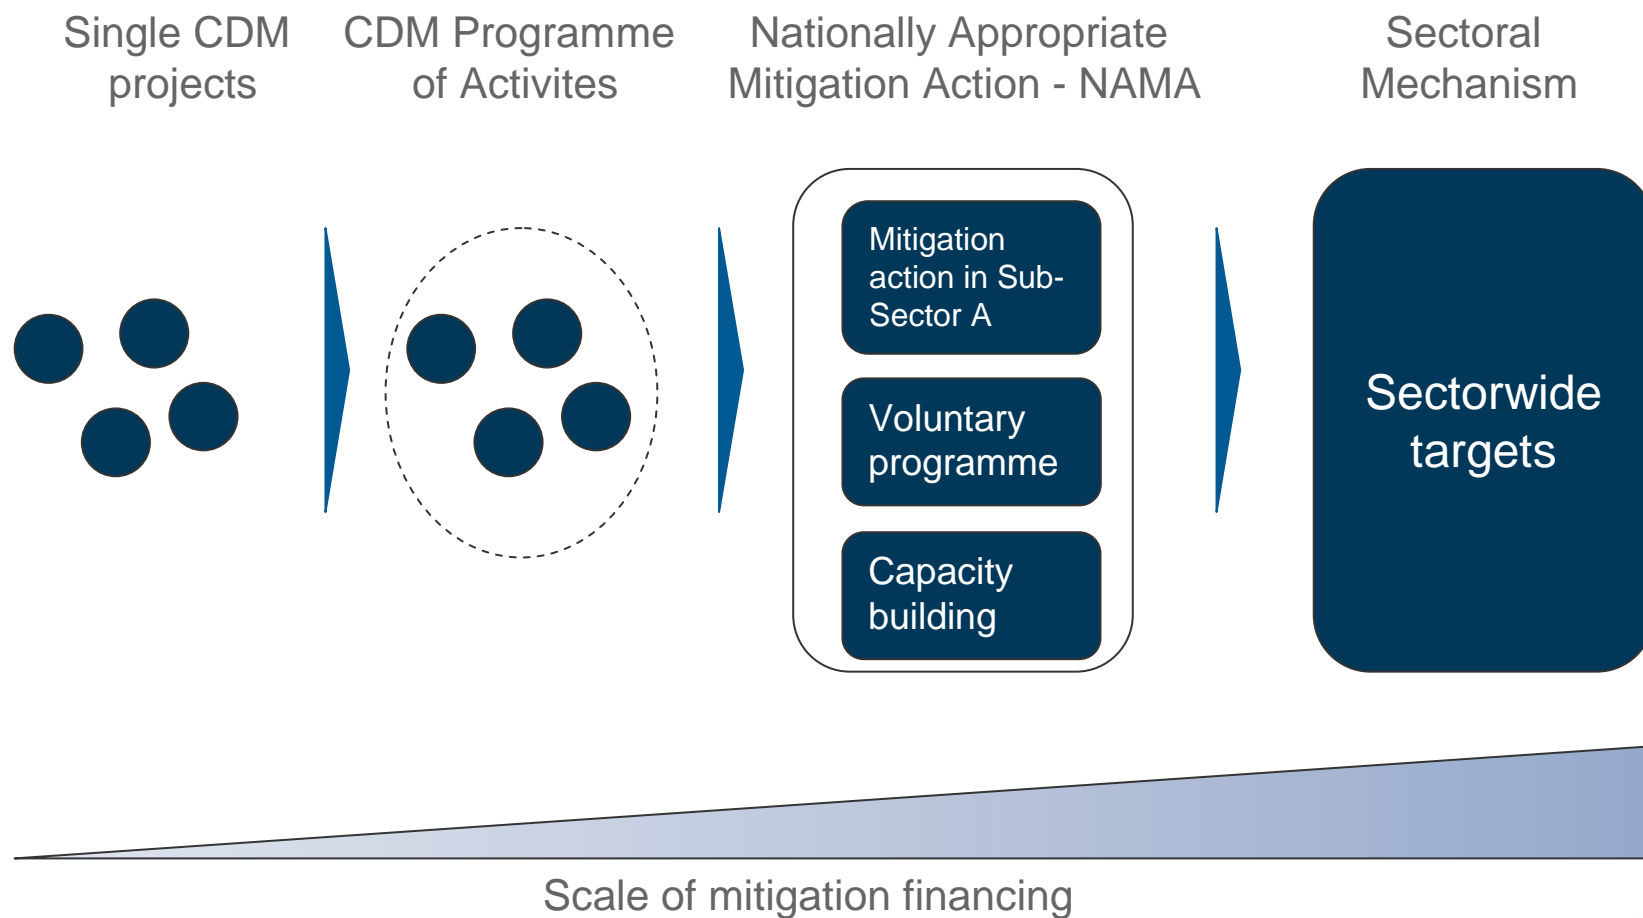 Single CDM
projects
CDM Programme
of Activites
Nationally Appropriate
Mitigation Action - NAMA
Sectoral
Mechanism
Mitigation
action in Sub-
Sector A
Voluntary
programme
Capacity
building
Sectorwide
targets
Scale of mitigation financing